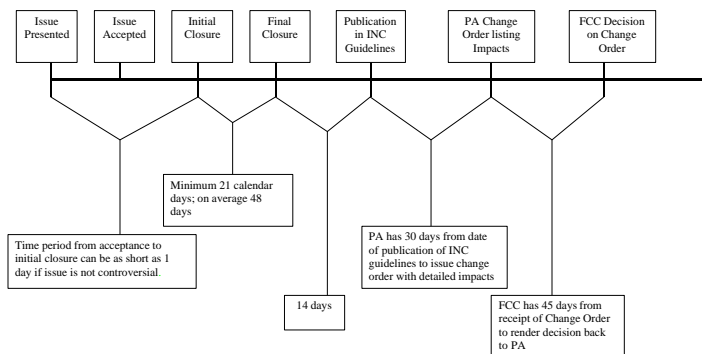 Issue
Presented
Issue
Accepted
Initial
Closure
Final
Closure
Publication
in INC
Guidelines
PA Change
Order listing
Impacts
FCC Decision
on Change
Order
Minimum 21 calendar
days; on average 48
days
Time period from acceptance to
initial closure can be as short as 1
day if issue is not controversial.
PA has 30 days from date
of publication of INC
guidelines to issue change
order with detailed impacts
14 days
FCC has 45 days from
receipt of Change Order
to render decision back
to PA